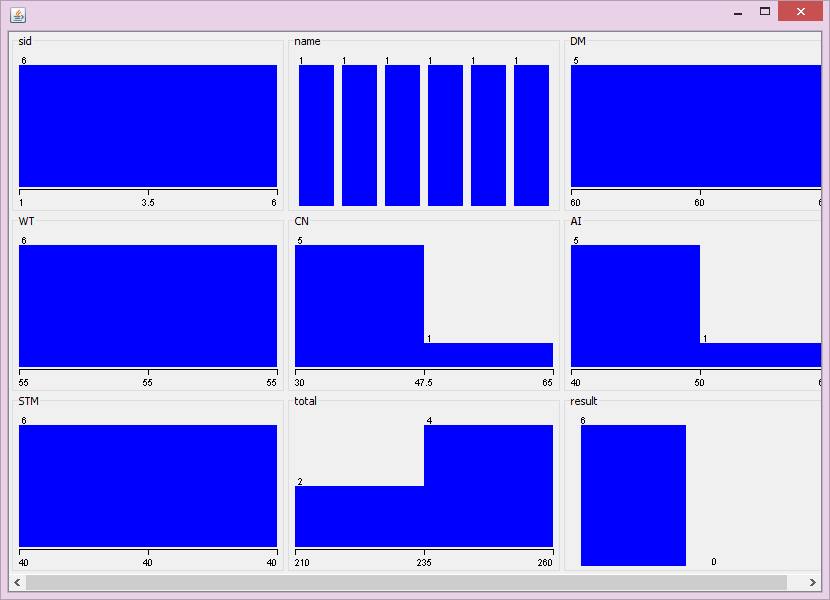 sid
6
1 3.5 6
name
1 1 1 1 1 1
DM
5
60 60
WT
6
55 55 55
CN
5
1
30 47.5 65
AI
5
1
40 50
STM
6
40 40 40
total
2
4
210 235 260
result
6
0